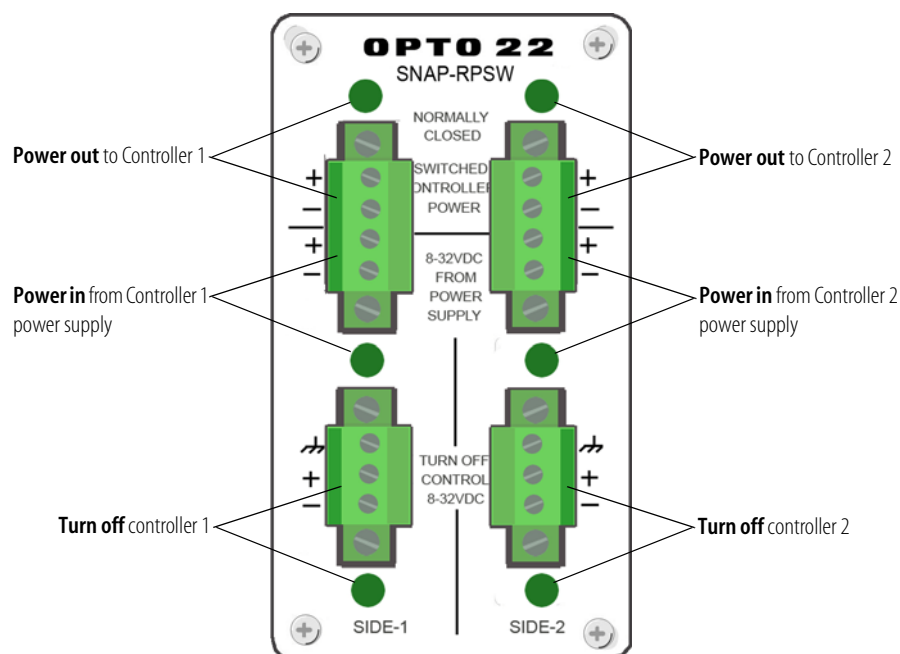 OPTO 22
SNAP-RPSW
NORMALLY
CLOSED
Power out to Controller 1
Power out to Controller 2
SWITCHED
ONTROLLER
POWER
+ +
− −
+ +
− −
8-32VDC
FROM
POWER
SUPPLY
Power in from Controller 1
power supply
Power in from Controller 2
power supply
TURN OFF
CONTROL
8-32VDC
+ +
− −
Turn off controller 1
Turn off controller 2
SIDE-1 SIDE-2